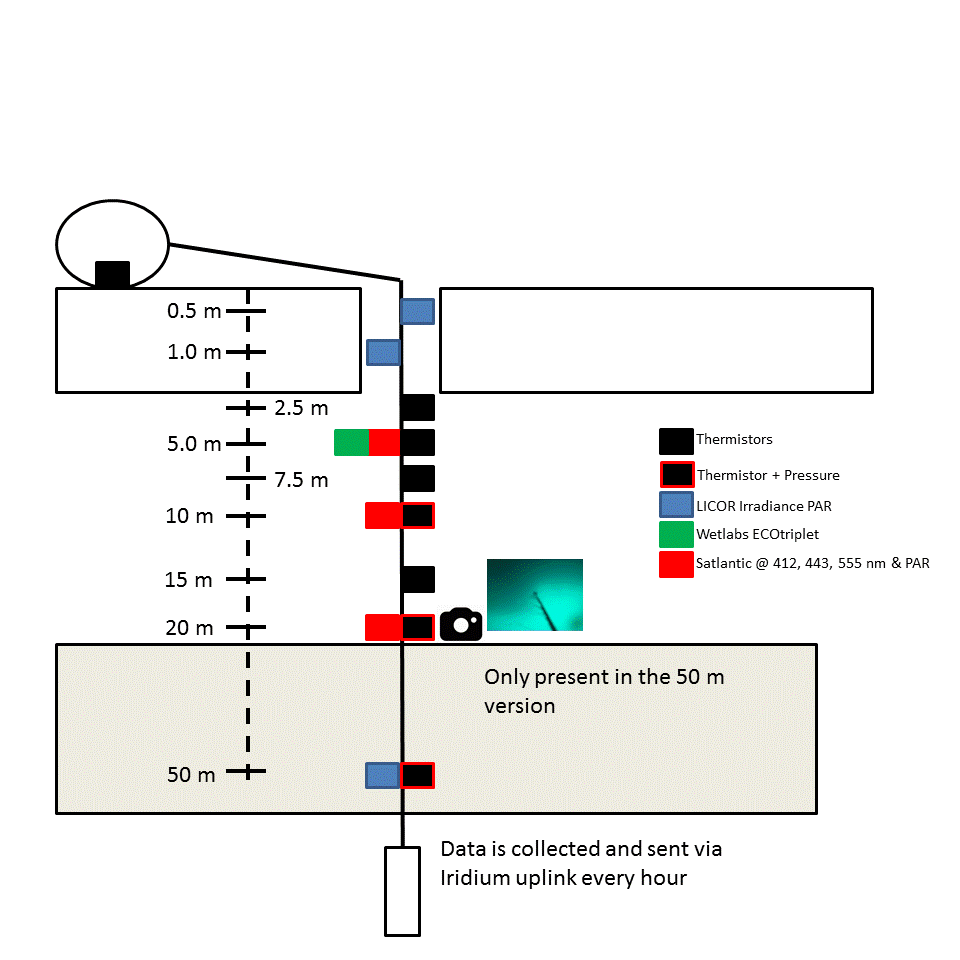 0.5 m
1.0 m
2.5 m
5.0 m
7.5 m
10 m
15 m
20 m
Thermistors
Thermistor + Pressure
LICOR Irradiance PAR
Wetlabs ECOtriplet
Satlantic @ 412, 443, 555 nm & PAR
Only present in the 50 m
version
50 m
Data is collected and sent via
Iridium uplink every hour